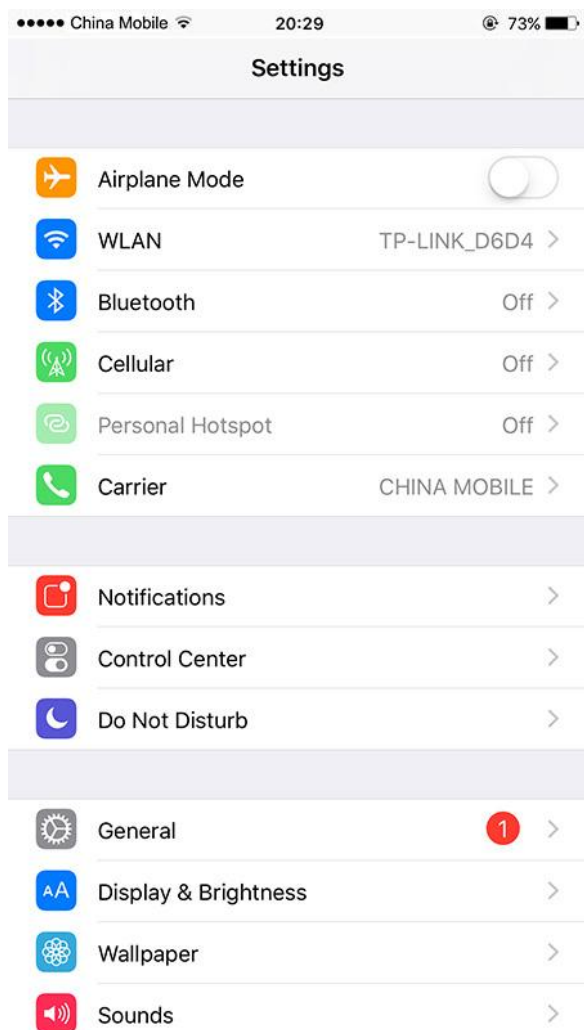 China Mobile 20:29 73%
Settings
Airplane Mode
WLAN TP-LINK_D6D4
Bluetooth Off
Cellular Off
Personal Hotspot Off
Carrier CHINA MOBILE
Notifications
Control Center
Do Not Disturb
General 1
AA Display & Brightness
Wallpaper
Sounds